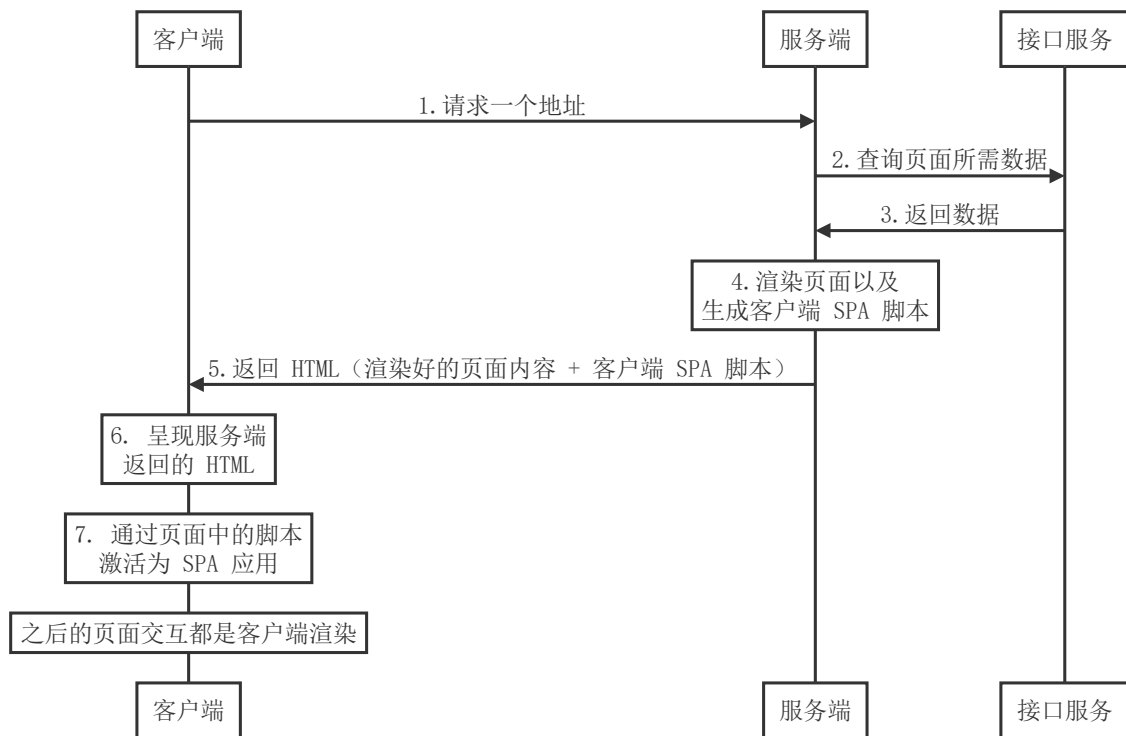 客户端
服务端
接口服务
1.请求一个地址
2.查询页面所需数据
3.返回数据
4.渲染页面以及
生成客户端 SPA 脚本
5.返回 HTML（渲染好的页面内容 + 客户端 SPA 脚本）
6. 呈现服务端
返回的 HTML
7. 通过页面中的脚本
激活为 SPA 应用
之后的页面交互都是客户端渲染
客户端
服务端
接口服务